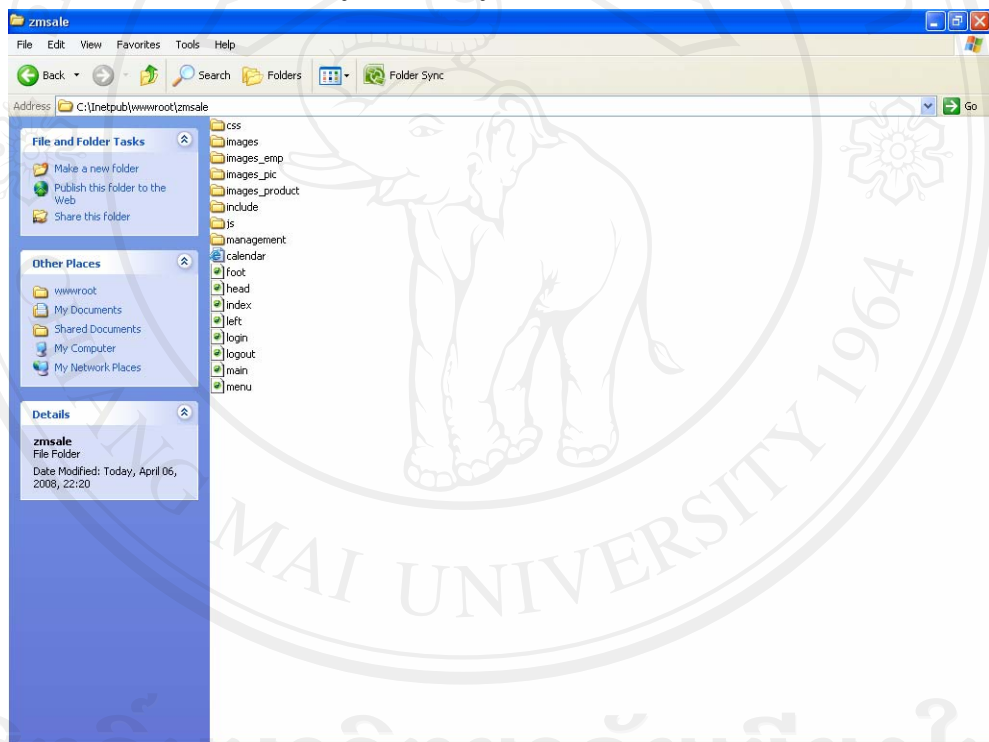 zmsale
File Edit View Favorites Tools Help
Back Search Folders Folder Sync
Address C:\Inetpub\wwwroot\zmsale Go
File and Folder Tasks
Make a new folder
Publish this folder to the
Web
Share this folder
Other Places
wwwroot
My Documents
Shared Documents
My Computer
My Network Places
Details
zmsale
File Folder
Date Modified: Today, April 06,
2008, 22:20
css
images
images_emp
images_pic
images_product
include
js
management
calendar
foot
head
index
left
login
logout
main
menu
CHIANG MAI UNIVERSITY 1964